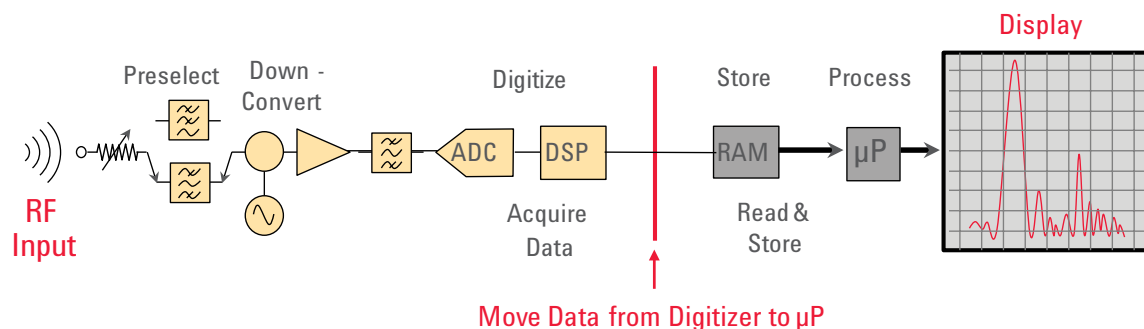 Display
Preselect
Down -
Convert
Digitize
Store
Process
ADC
DSP
RAM
µP
RF
Input
Acquire
Data
Read &
Store
Move Data from Digitizer to µP